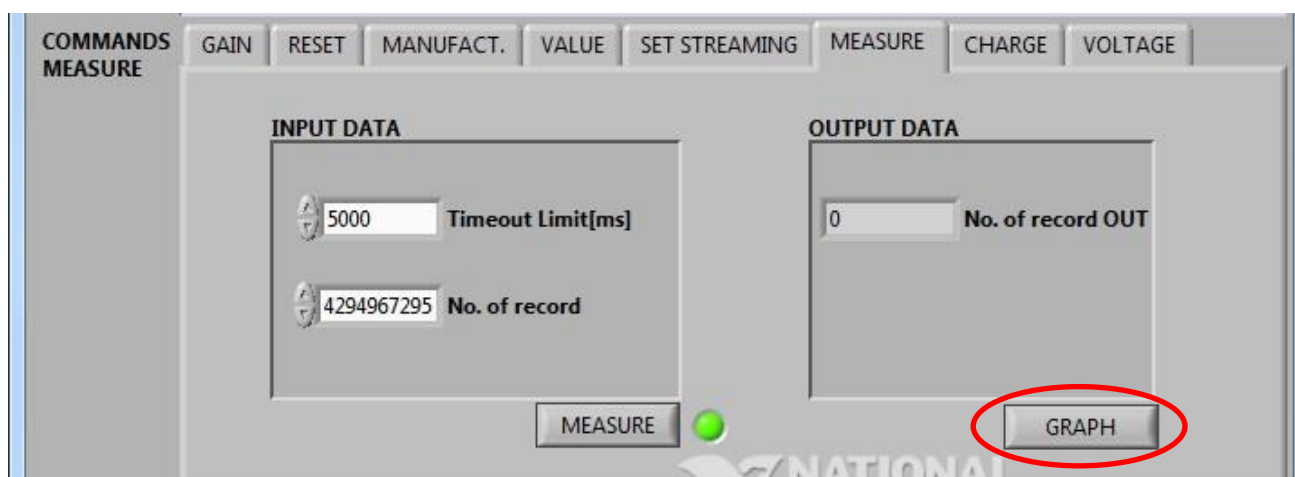 COMMANDS
MEASURE
GAIN RESET MANUFACT. VALUE SET STREAMING MEASURE CHARGE VOLTAGE
INPUT DATA
5000 Timeout Limit[ms]
4294967295 No. of record
MEASURE
OUTPUT DATA
0 No. of record OUT
GRAPH
NATIONAL